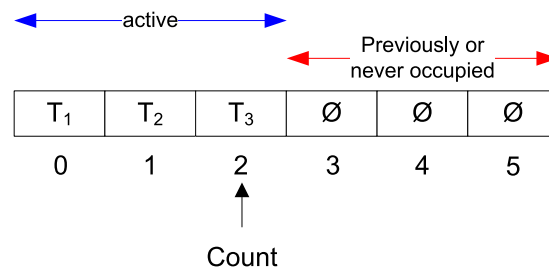 active
Previously or
never occupied
T₁ T₂ T₃ Ø Ø Ø
0 1 2 3 4 5
Count